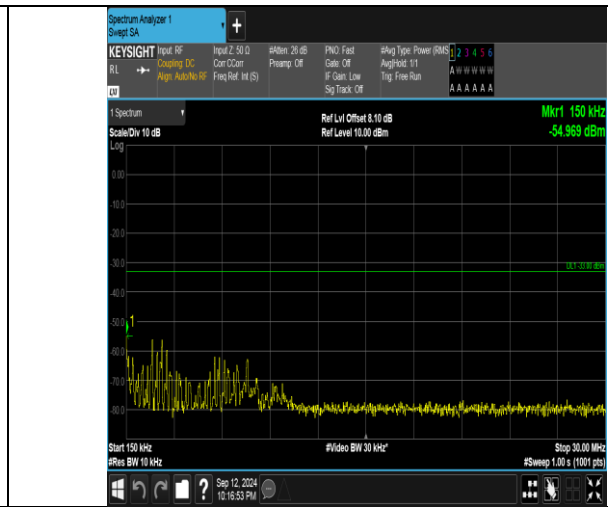 Spectrum Analyzer 1
Swept SA
+
KEYSIGHT Input: RF Input Z: 50 Ω #Atten: 26 dB PNO: Fast #Avg Type: Power (RMS 1 2 3 4 5 6
RL Coupling: DC Corr CCorr Preamp: Off Gate: Off Avg|Hold: 1/1 A W W W W W
Align: Auto/No RF Freq Ref: Int (S) IF Gain: Low Trig: Free Run
LXI Sig Track: Off A A A A A A
1 Spectrum Ref Lvl Offset 8.10 dB Mkr1 150 kHz
Scale/Div 10 dB Ref Level 10.00 dBm -54.969 dBm
Log
0.00
-10.0
-20.0
-30.0 DL1 -33.00 dBm
-40.0
-50.0 1
-60.0
-70.0
-80.0
Start 150 kHz #Video BW 30 kHz* Stop 30.00 MHz
#Res BW 10 kHz #Sweep 1.00 s (1001 pts)
? Sep 12, 2024
10:16:53 PM